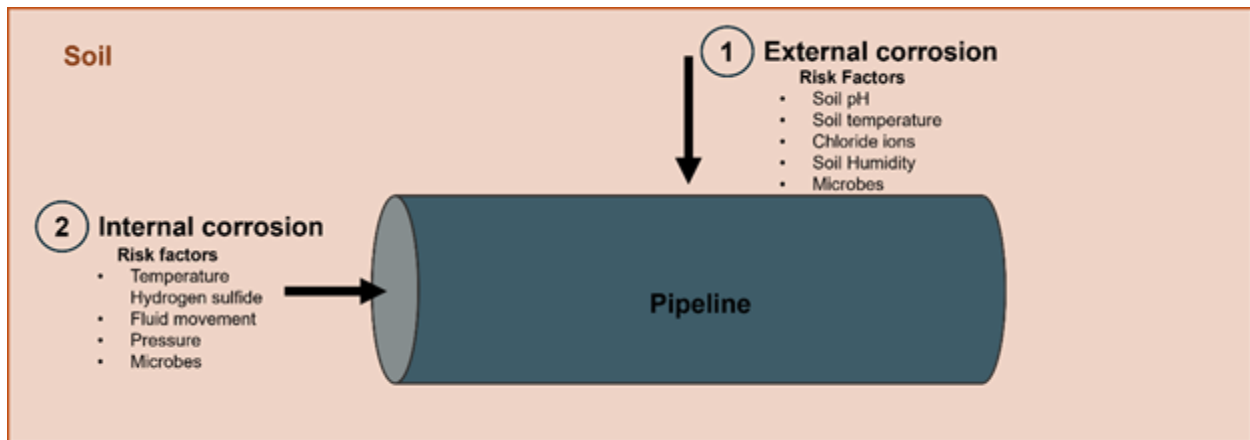 Soil
1 External corrosion
Risk Factors
• Soil pH
• Soil temperature
• Chloride ions
• Soil Humidity
• Microbes
2 Internal corrosion
Risk factors
• Temperature
Hydrogen sulfide
• Fluid movement
• Pressure
• Microbes
Pipeline